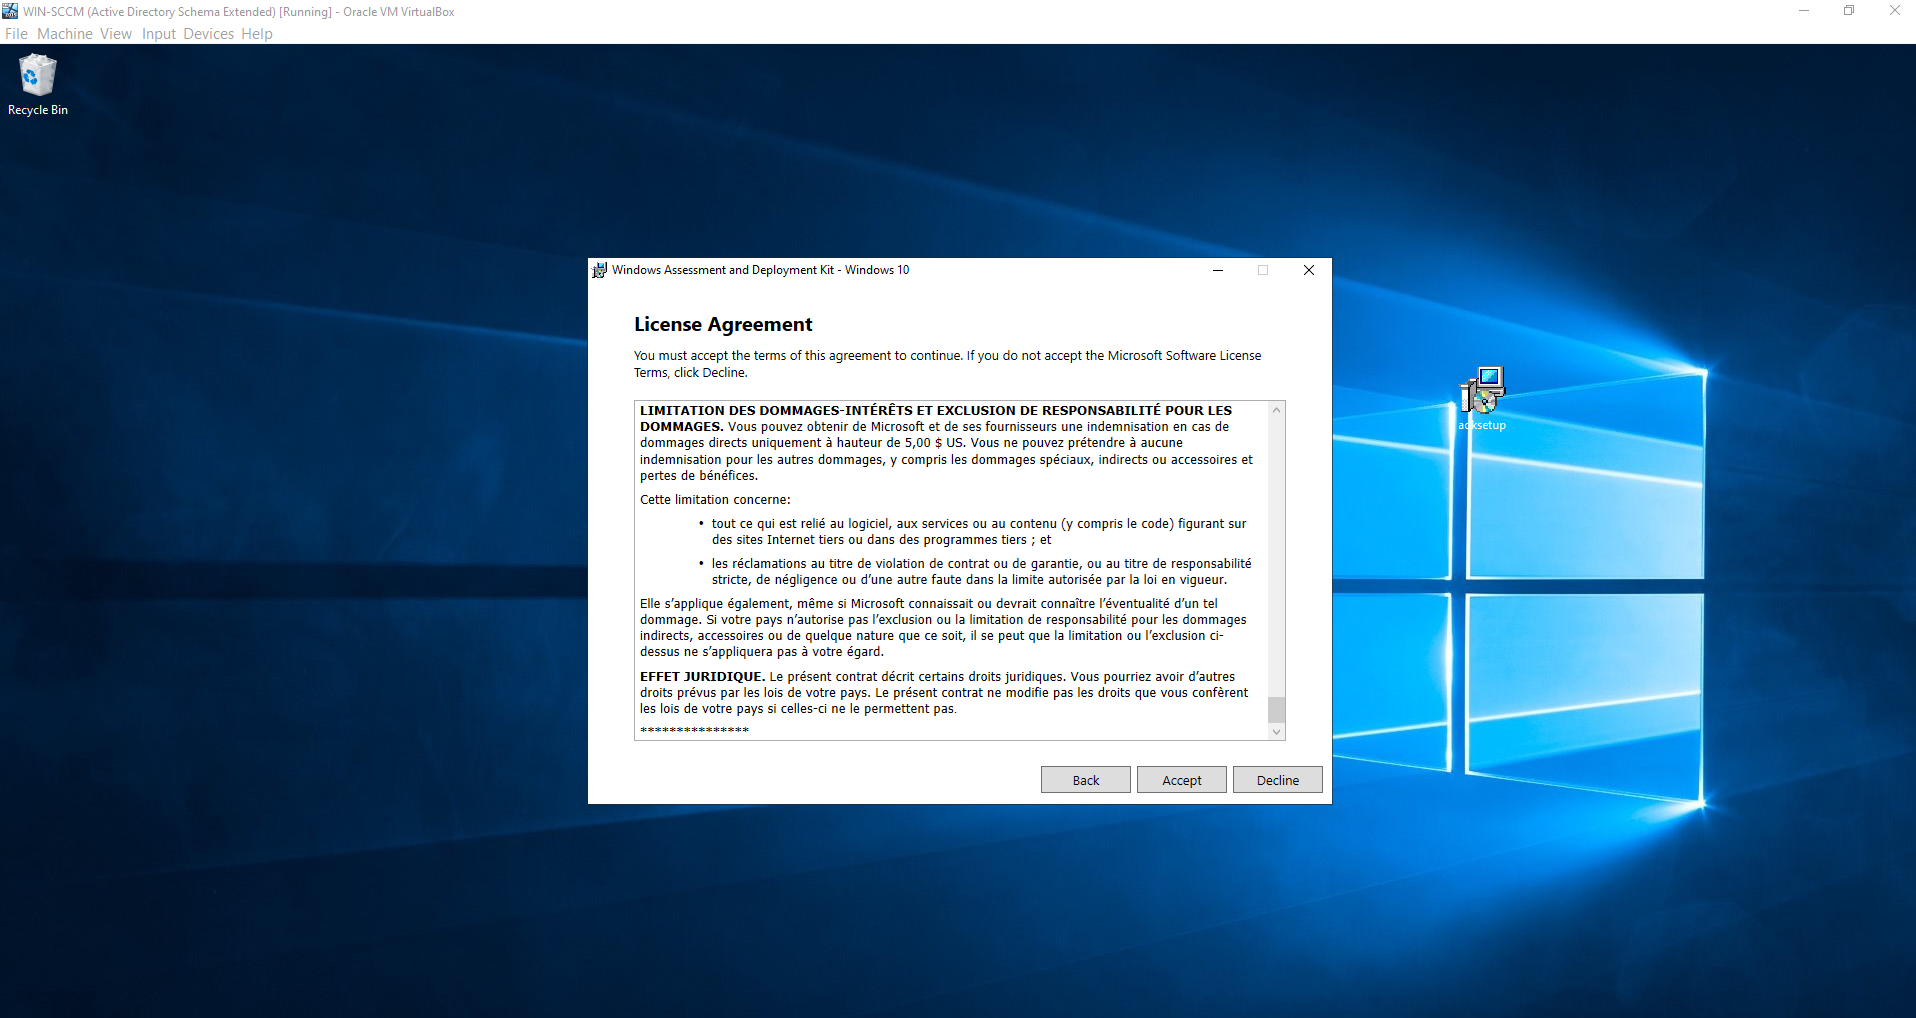 WIN-SCCM (Active Directory Schema Extended) [Running] - Oracle VM VirtualBox
File Machine View Input Devices Help
Recycle Bin
Windows Assessment and Deployment Kit - Windows 10
License Agreement
You must accept the terms of this agreement to continue. If you do not accept the Microsoft Software License
Terms, click Decline.
LIMITATION DES DOMMAGES-INTÉRÊTS ET EXCLUSION DE RESPONSABILITÉ POUR LES
DOMMAGES. Vous pouvez obtenir de Microsoft et de ses fournisseurs une indemnisation en cas de
dommages directs uniquement à hauteur de 5,00 $ US. Vous ne pouvez prétendre à aucune
indemnisation pour les autres dommages, y compris les dommages spéciaux, indirects ou accessoires et
pertes de bénéfices.
Cette limitation concerne:
• tout ce qui est relié au logiciel, aux services ou au contenu (y compris le code) figurant sur
des sites Internet tiers ou dans des programmes tiers ; et
• les réclamations au titre de violation de contrat ou de garantie, ou au titre de responsabilité
stricte, de négligence ou d’une autre faute dans la limite autorisée par la loi en vigueur.
Elle s’applique également, même si Microsoft connaissait ou devrait connaître l’éventualité d’un tel
dommage. Si votre pays n’autorise pas l’exclusion ou la limitation de responsabilité pour les dommages
indirects, accessoires ou de quelque nature que ce soit, il se peut que la limitation ou l’exclusion ci-
dessus ne s’appliquera pas à votre égard.
EFFET JURIDIQUE. Le présent contrat décrit certains droits juridiques. Vous pourriez avoir d’autres
droits prévus par les lois de votre pays. Le présent contrat ne modifie pas les droits que vous confèrent
les lois de votre pays si celles-ci ne le permettent pas.
***************
Back Accept Decline
adksetup